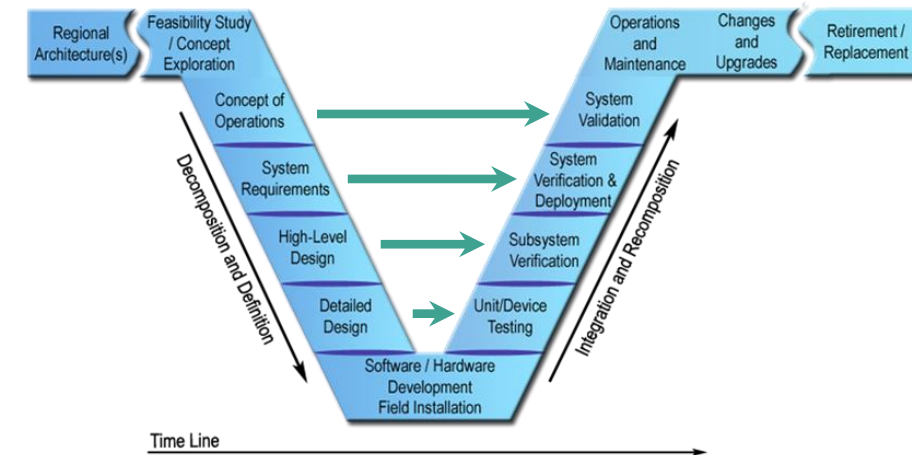 Regional
Architecture(s)
Feasibility Study
/ Concept
Exploration
Operations
and
Maintenance
Changes
and
Upgrades
Retirement /
Replacement
Concept of
Operations
System
Validation
System
Requirements
System
Verification &
Deployment
High-Level
Design
Subsystem
Verification
Detailed
Design
Unit/Device
Testing
Software / Hardware
Development
Field Installation
Decomposition and Definition
Integration and Recomposition
Time Line